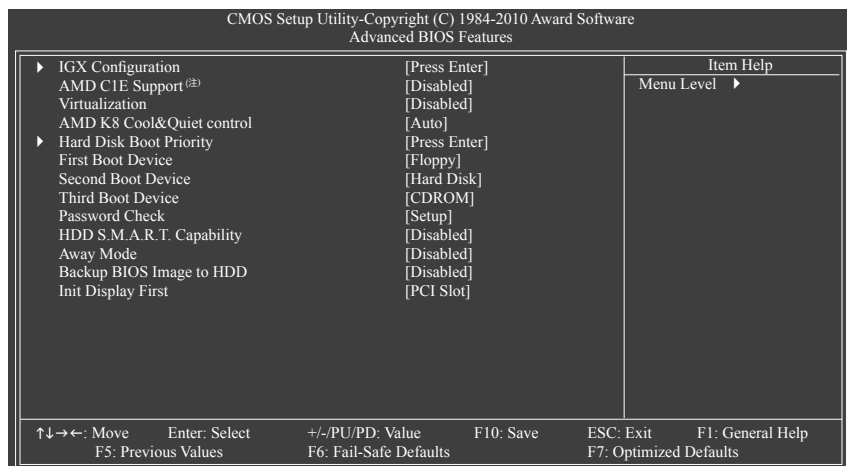 CMOS Setup Utility-Copyright (C) 1984-2010 Award Software
Advanced BIOS Features
▶ IGX Configuration [Press Enter]
AMD C1E Support(注) [Disabled]
Virtualization [Disabled]
AMD K8 Cool&Quiet control [Auto]
▶ Hard Disk Boot Priority [Press Enter]
First Boot Device [Floppy]
Second Boot Device [Hard Disk]
Third Boot Device [CDROM]
Password Check [Setup]
HDD S.M.A.R.T. Capability [Disabled]
Away Mode [Disabled]
Backup BIOS Image to HDD [Disabled]
Init Display First [PCI Slot]
Item Help
Menu Level ▶
↑↓→←: Move Enter: Select +/-/PU/PD: Value F10: Save ESC: Exit F1: General Help
F5: Previous Values F6: Fail-Safe Defaults F7: Optimized Defaults